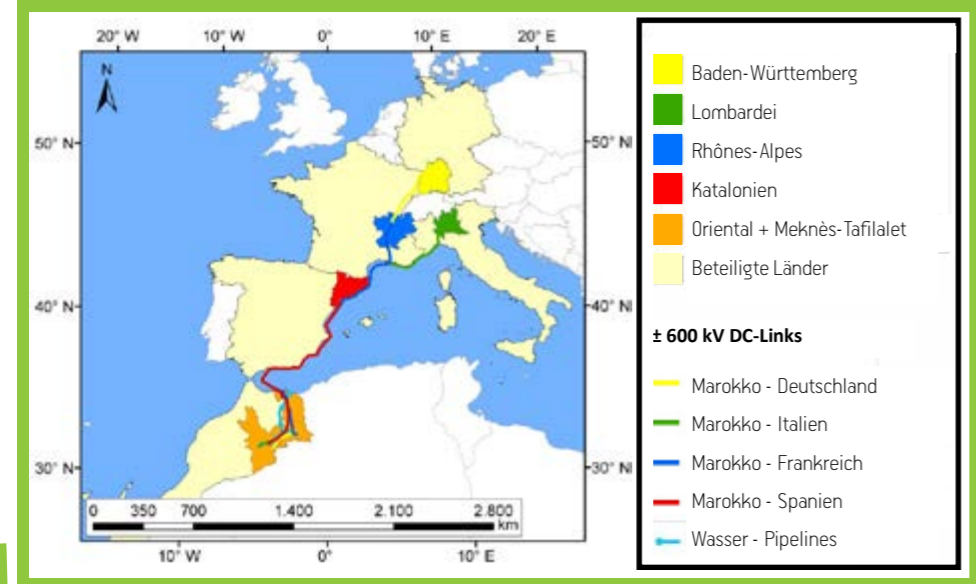 20° W 10° W 0° 10° E 20° E
N
50° N
50° N
40° N
40° N
30° N
30° N
0 350 700 1.400 2.100 2.800
km
10° W 0° 10° E
Baden-Württemberg
Lombardei
Rhônes-Alpes
Katalonien
Oriental + Meknès-Tafilalet
Beteiligte Länder
± 600 kV DC-Links
Marokko - Deutschland
Marokko - Italien
Marokko - Frankreich
Marokko - Spanien
Wasser - Pipelines